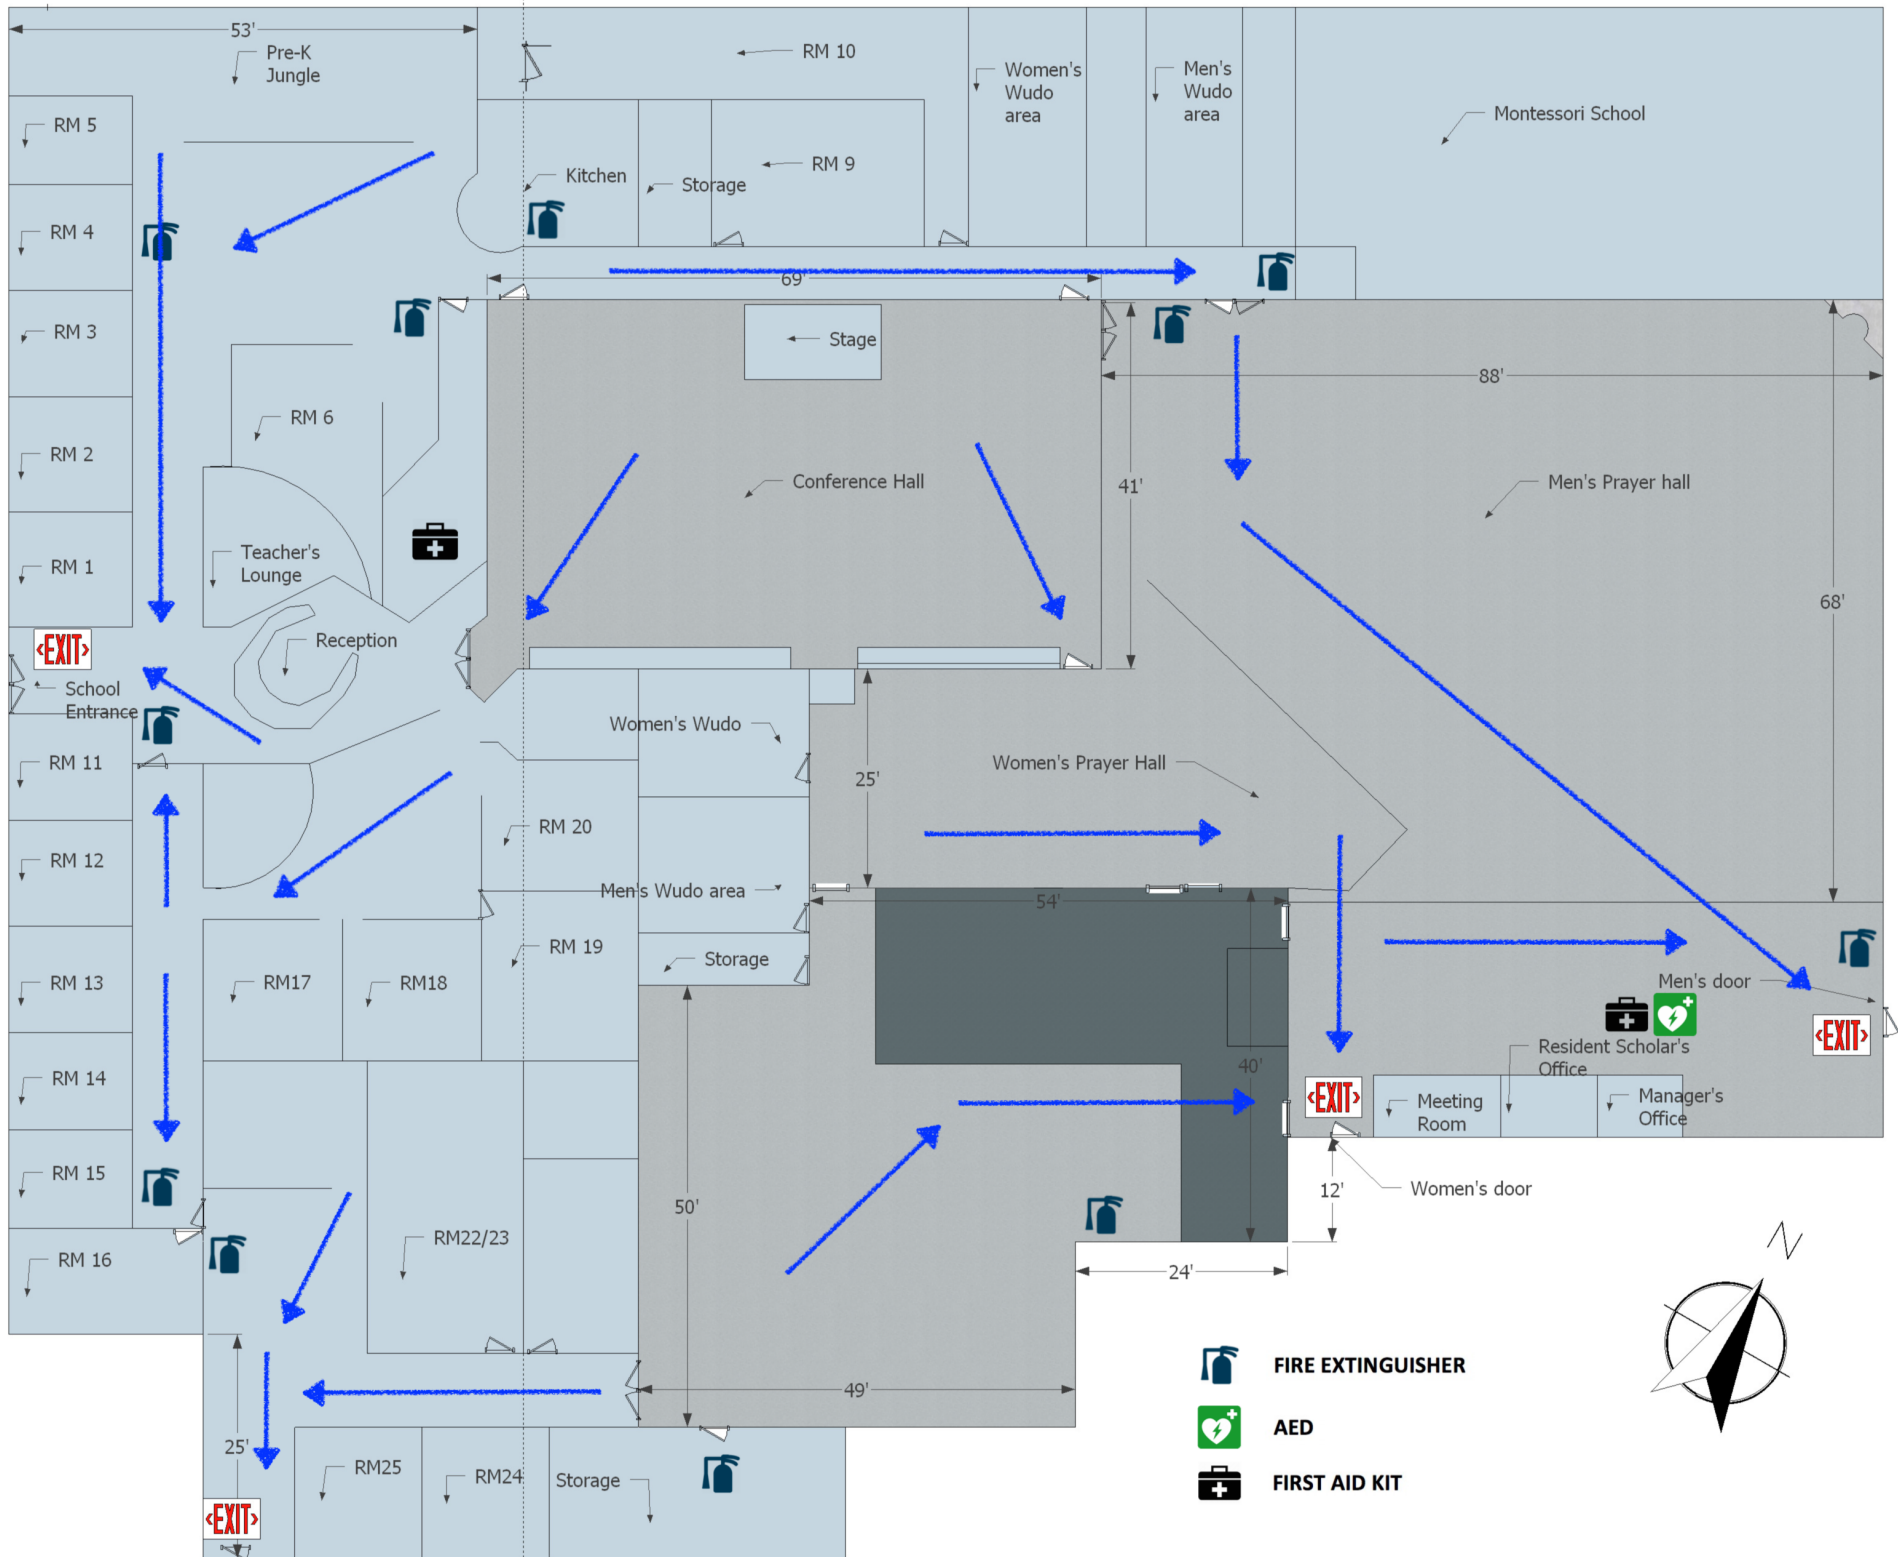 53'
Pre-K
Jungle
RM 10
Women's
Wudo
area
Men's
Wudo
area
Montessori School
RM 5
Kitchen
Storage
RM 9
RM 4
69'
RM 3
Stage
88'
RM 6
RM 2
Conference Hall
41'
Men's Prayer hall
RM 1
Teacher's
Lounge
68'
EXIT
Reception
School
Entrance
Women's Wudo
RM 11
25'
Women's Prayer Hall
RM 20
RM 12
Men's Wudo area
54'
RM 19
Storage
RM 13
RM17
RM18
Men's door
EXIT
Resident Scholar's
Office
40'
RM 14
EXIT
Meeting
Room
Manager's
Office
RM 15
50'
12'
Women's door
RM 16
RM22/23
24'
N
FIRE EXTINGUISHER
49'
AED
25'
RM25
RM24
Storage
FIRST AID KIT
EXIT